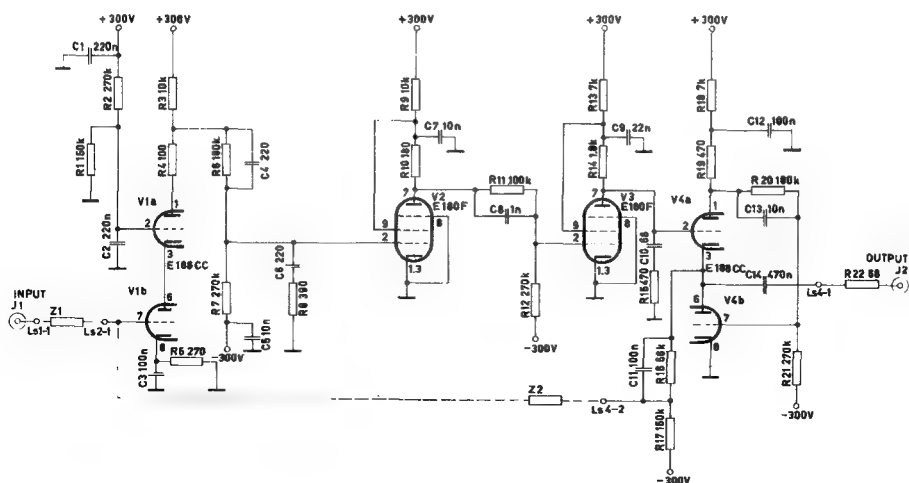 +300V
+300V
+300V
+300V
+300V
C1 220n
R2 270k
R3 10k
R1 150k
R4 100
R6 180k
C4 220
V1a
1
2
3
C2 220n
E188CC
V1b
6
7
8
INPUT
J1
Ls1-1
Z1
Ls2-1
C3 100n
R5 270
R7 270k
C5 10n
-300V
C6 220
R8 390
R9 10k
C7 10n
R10 180
7
V2
E180F
9
8
2
1.3
R11 100k
C8 1n
R12 270k
-300V
R13 7k
C9 22n
R14 1,8k
7
V3
E180F
9
8
2
1.3
C10 68
R15 470
R18 7k
C12 100n
R19 470
R20 180k
C13 10n
V4a
1
2
3
E188CC
C14 470n
V4b
6
7
8
Ls4-1
R22 68
OUTPUT
J2
C11 100n
R16 68k
R21 270k
-300V
Z2
Ls4-2
R17 150k
-300V